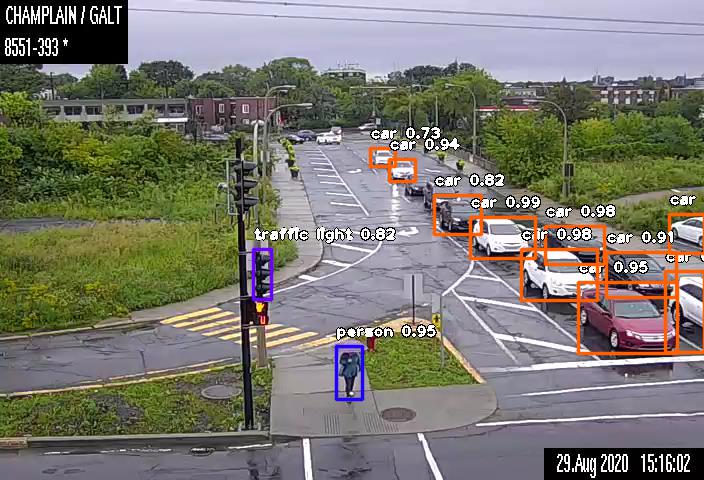 CHAMPLAIN / GALT
8551-393 *
car 0.73
car 0.94
car 0.82
car
car 0.99
car 0.98
traffic light 0.82
car 0.98
car 0.91
car 0.95
person 0.95
29.Aug 2020 15:16:02